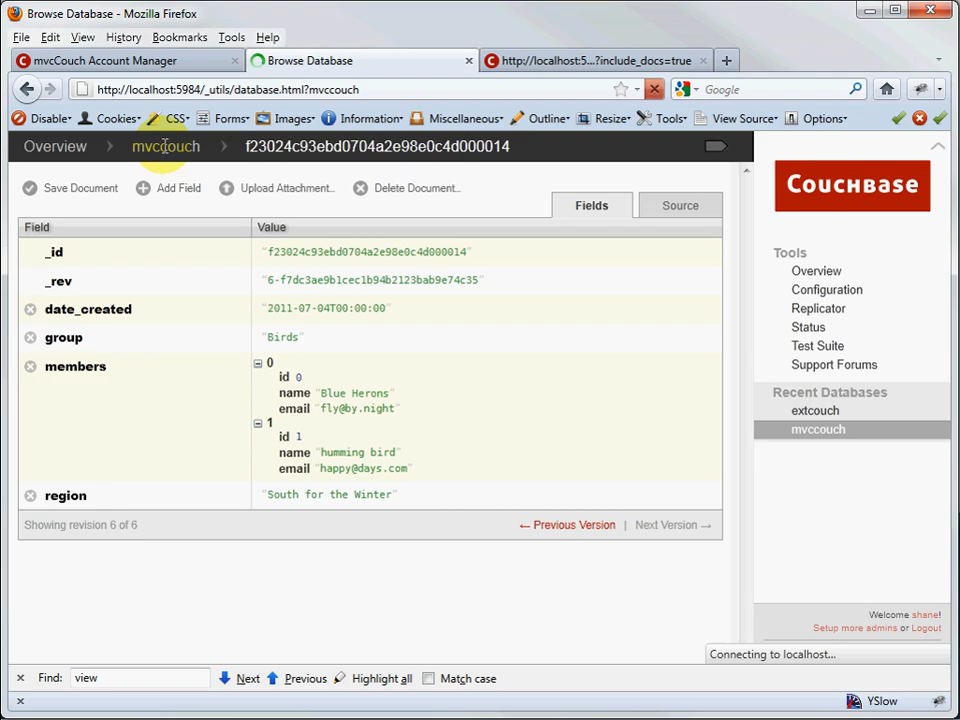 Browse Database - Mozilla Firefox
File Edit View History Bookmarks Tools Help
mvcCouch Account Manager
Browse Database
http://localhost:5...?include_docs=true
http://localhost:5984/_utils/database.html?mvccouch
Google
Disable Cookies CSS Forms Images Information Miscellaneous Outline Resize Tools View Source Options
Overview mvccouch f23024c93ebd0704a2e98e0c4d000014
Save Document Add Field Upload Attachment... Delete Document...
Fields Source
Field Value
_id "f23024c93ebd0704a2e98e0c4d000014"
_rev "6-f7dc3ae9b1cec1b94b2123bab9e74c35"
date_created "2011-07-04T00:00:00"
group "Birds"
members
0
id 0
name "Blue Herons"
email "fly@by.night"
1
id 1
name "humming bird"
email "happy@days.com"
region "South for the Winter"
Showing revision 6 of 6 ← Previous Version | Next Version →
COUCHBASE
Tools
Overview
Configuration
Replicator
Status
Test Suite
Support Forums
Recent Databases
extcouch
mvccouch
Welcome shane!
Setup more admins or Logout
Connecting to localhost...
Find: view Next Previous Highlight all Match case
YSlow